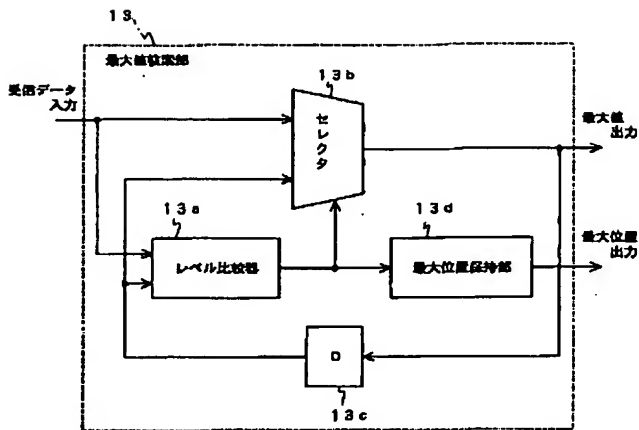 13
最大値検索部
受信データ
入力
13b
セレクタ
最大値
出力
13a
レベル比較器
13d
最大位置保持部
最大位置
出力
D
13c